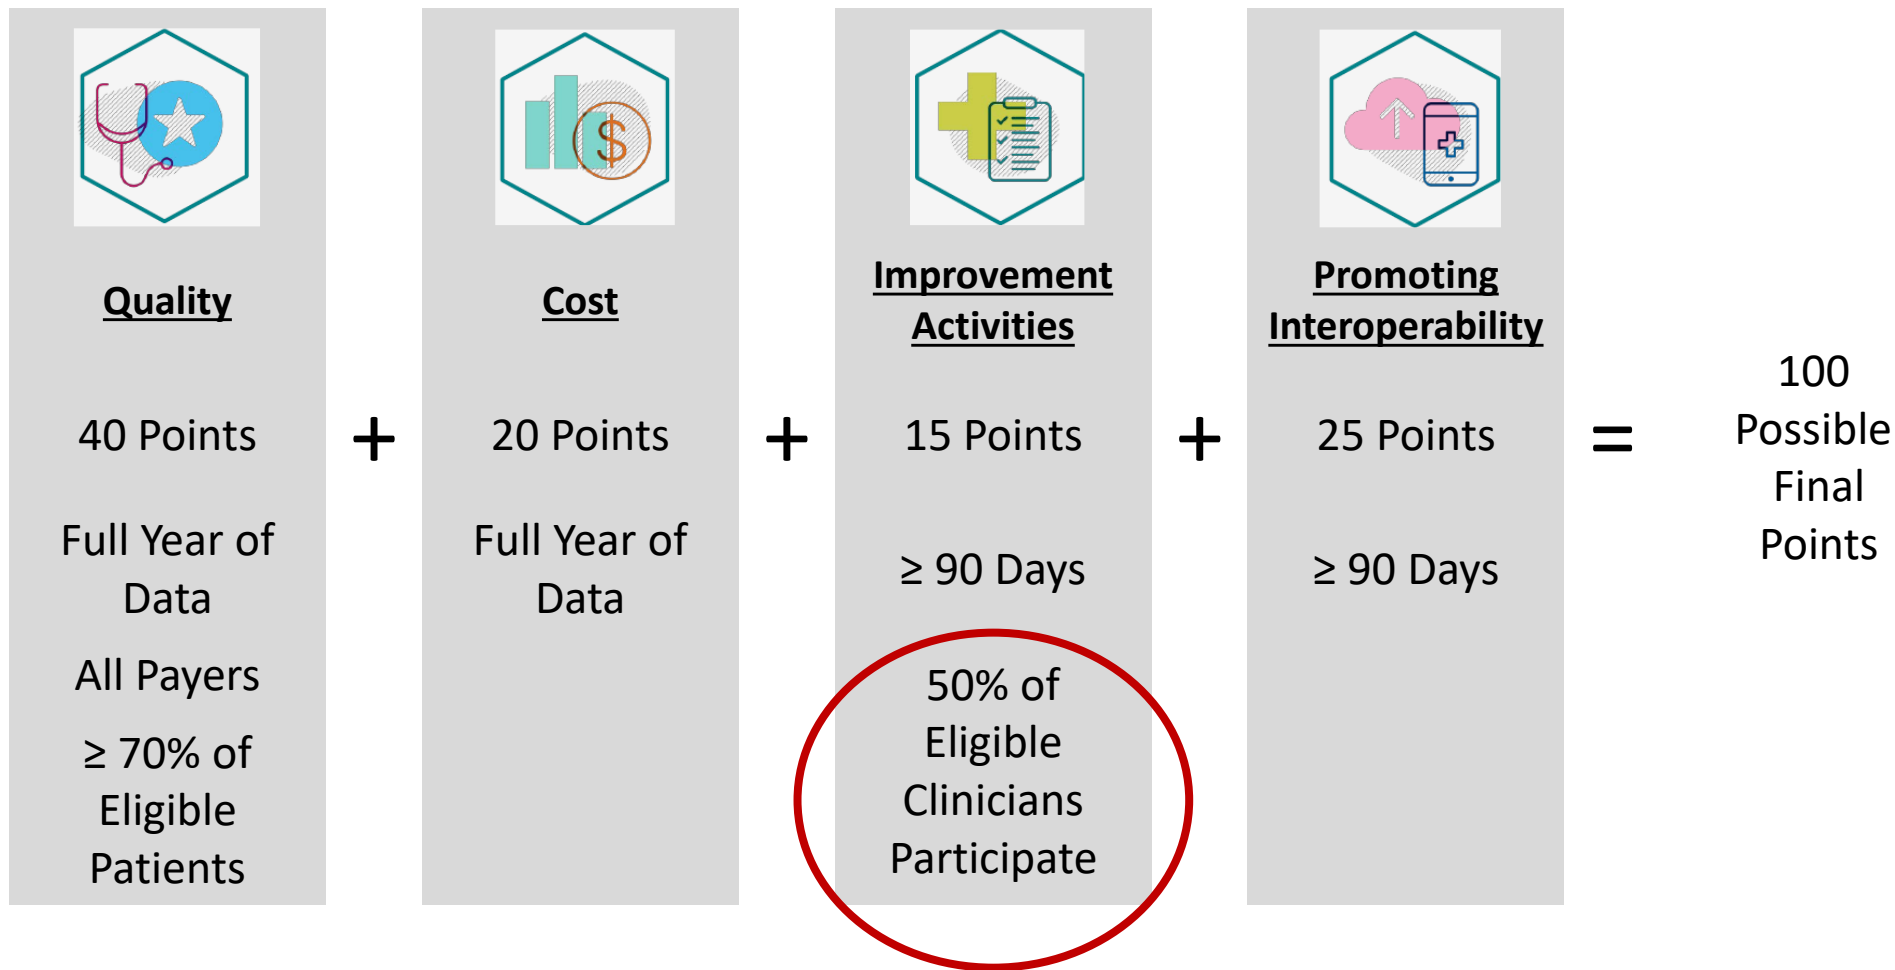 Quality
40 Points
Full Year of
Data
All Payers
≥ 70% of
Eligible
Patients
+
Cost
20 Points
Full Year of
Data
+
Improvement
Activities
15 Points
≥ 90 Days
50% of
Eligible
Clinicians
Participate
+
Promoting
Interoperability
25 Points
≥ 90 Days
=
100
Possible
Final
Points